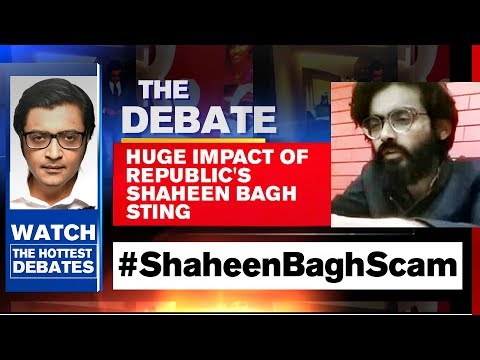 THE
DEBATE
HUGE IMPACT OF
REPUBLIC'S
SHAHEEN BAGH
STING
WATCH
THE HOTTEST
DEBATES
#ShaheenBaghScam